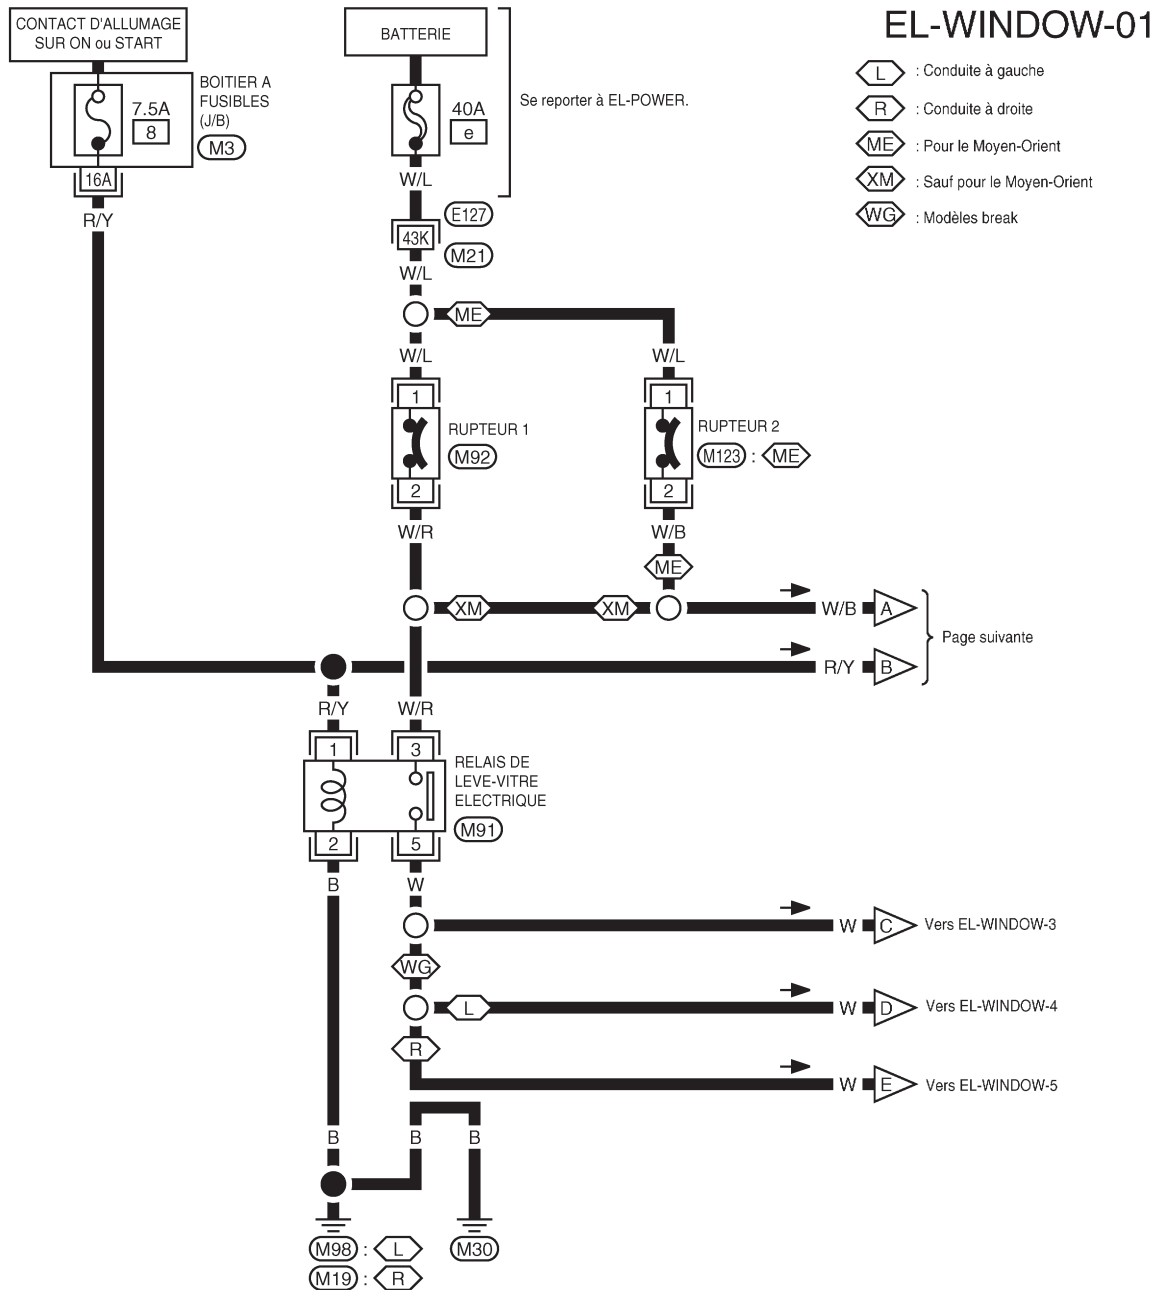 CONTACT D'ALLUMAGE
SUR ON ou START
BATTERIE
EL-WINDOW-01
L : Conduite à gauche
R : Conduite à droite
ME : Pour le Moyen-Orient
XM : Sauf pour le Moyen-Orient
WG : Modèles break
BOITIER A
FUSIBLES
(J/B)
M3
7.5A
8
16A
R/Y
40A
e
Se reporter à EL-POWER.
W/L
E127
43K
M21
W/L
ME
W/L
W/L
1
1
RUPTEUR 1
M92
RUPTEUR 2
M123 : ME
2
2
W/R
W/B
ME
XM
XM
W/B
A
Page suivante
R/Y
B
R/Y
W/R
1
3
RELAIS DE
LEVE-VITRE
ELECTRIQUE
M91
2
5
B
W
W
C
Vers EL-WINDOW-3
WG
L
W
D
Vers EL-WINDOW-4
R
W
E
Vers EL-WINDOW-5
B
B
B
M98 : L
M30
M19 : R